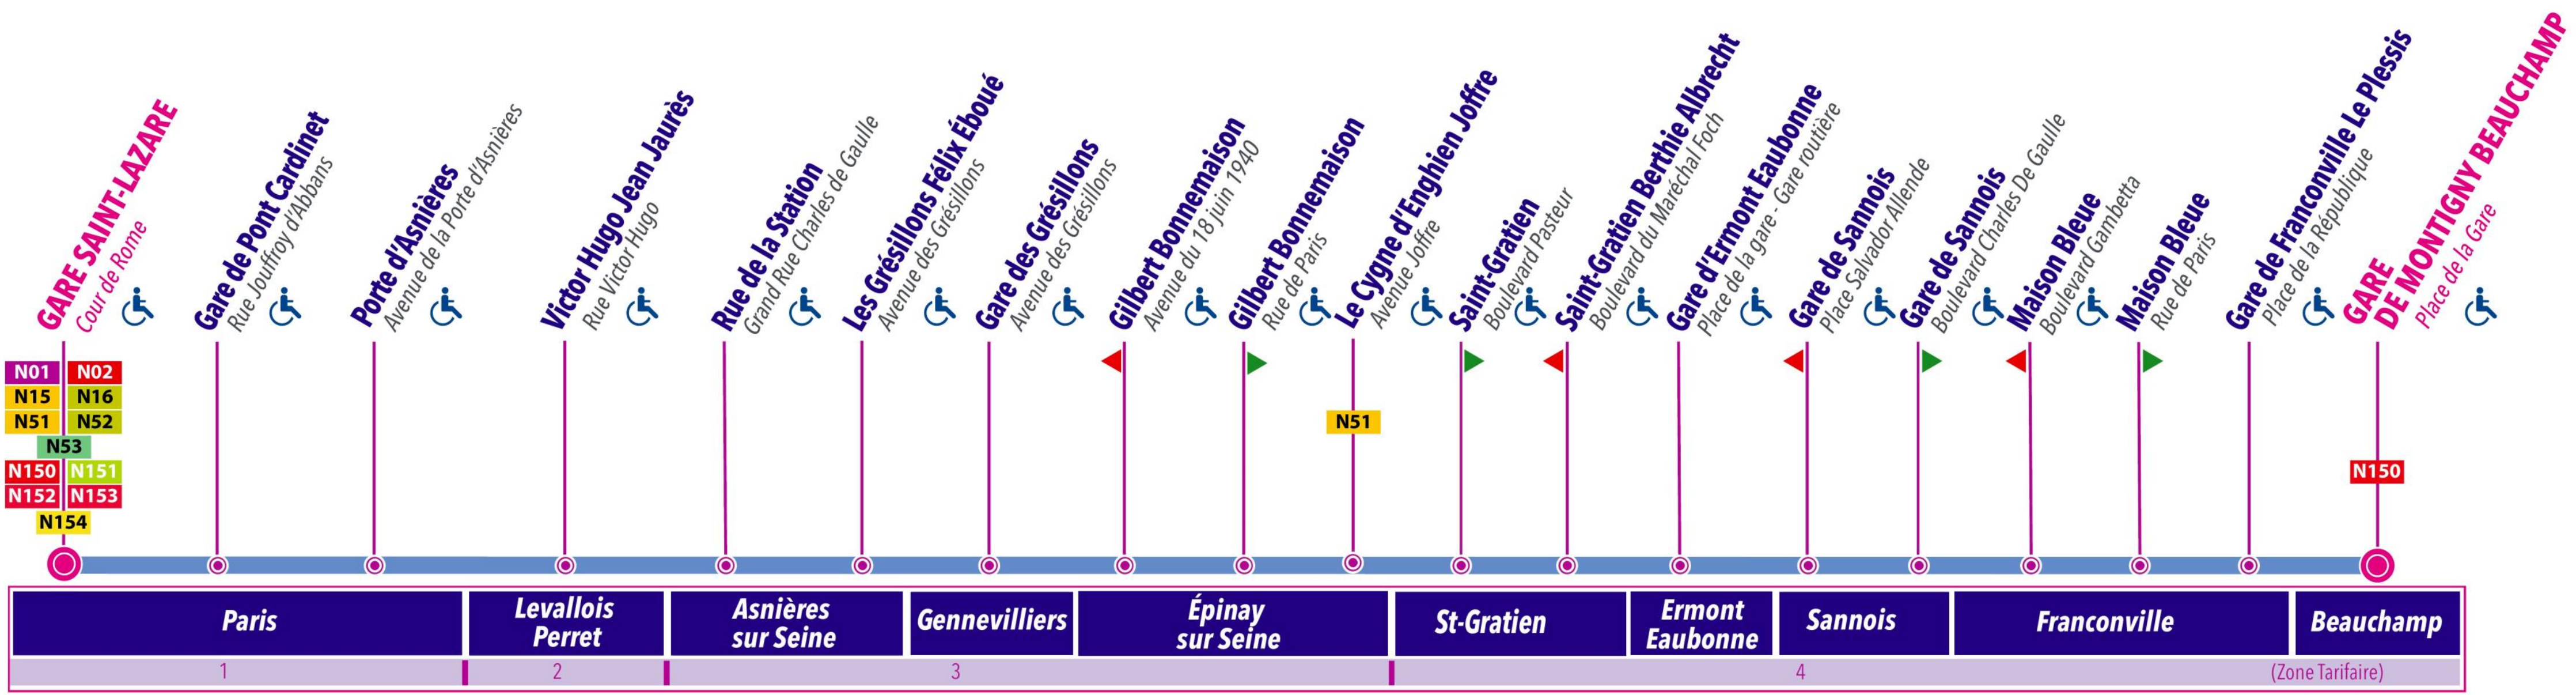 GARE SAINT-LAZARE
Cour de Rome
Gare de Pont Cardinet
Rue Jouffroy d'Abbans
Porte d'Asnières
Avenue de la Porte d'Asnières
Victor Hugo Jean Jaurès
Rue Victor Hugo
Rue de la Station
Grand Rue Charles de Gaulle
Les Grésillons Félix Éboué
Avenue des Grésillons
Gare des Grésillons
Avenue des Grésillons
Gilbert Bonnemaison
Avenue du 18 juin 1940
Gilbert Bonnemaison
Rue de Paris
Le Cygne d'Enghien Joffre
Avenue Joffre
Saint-Gratien
Boulevard Pasteur
Saint-Gratien Berthie Albrecht
Boulevard du Maréchal Foch
Gare d'Ermont Eaubonne
Place de la gare - Gare routière
Gare de Sannois
Place Salvador Allende
Gare de Sannois
Boulevard Charles De Gaulle
Maison Bleue
Boulevard Gambetta
Maison Bleue
Rue de Paris
Gare de Franconville Le Plessis
Place de la République
GARE
DE MONTIGNY BEAUCHAMP
Place de la Gare
N01 N02
N15 N16
N51 N52
N53
N150 N151
N152 N153
N154
N51
N150
Paris
Levallois
Perret
Asnières
sur Seine
Gennevilliers
Épinay
sur Seine
St-Gratien
Ermont
Eaubonne
Sannois
Franconville
Beauchamp
1
2
3
4
(Zone Tarifaire)